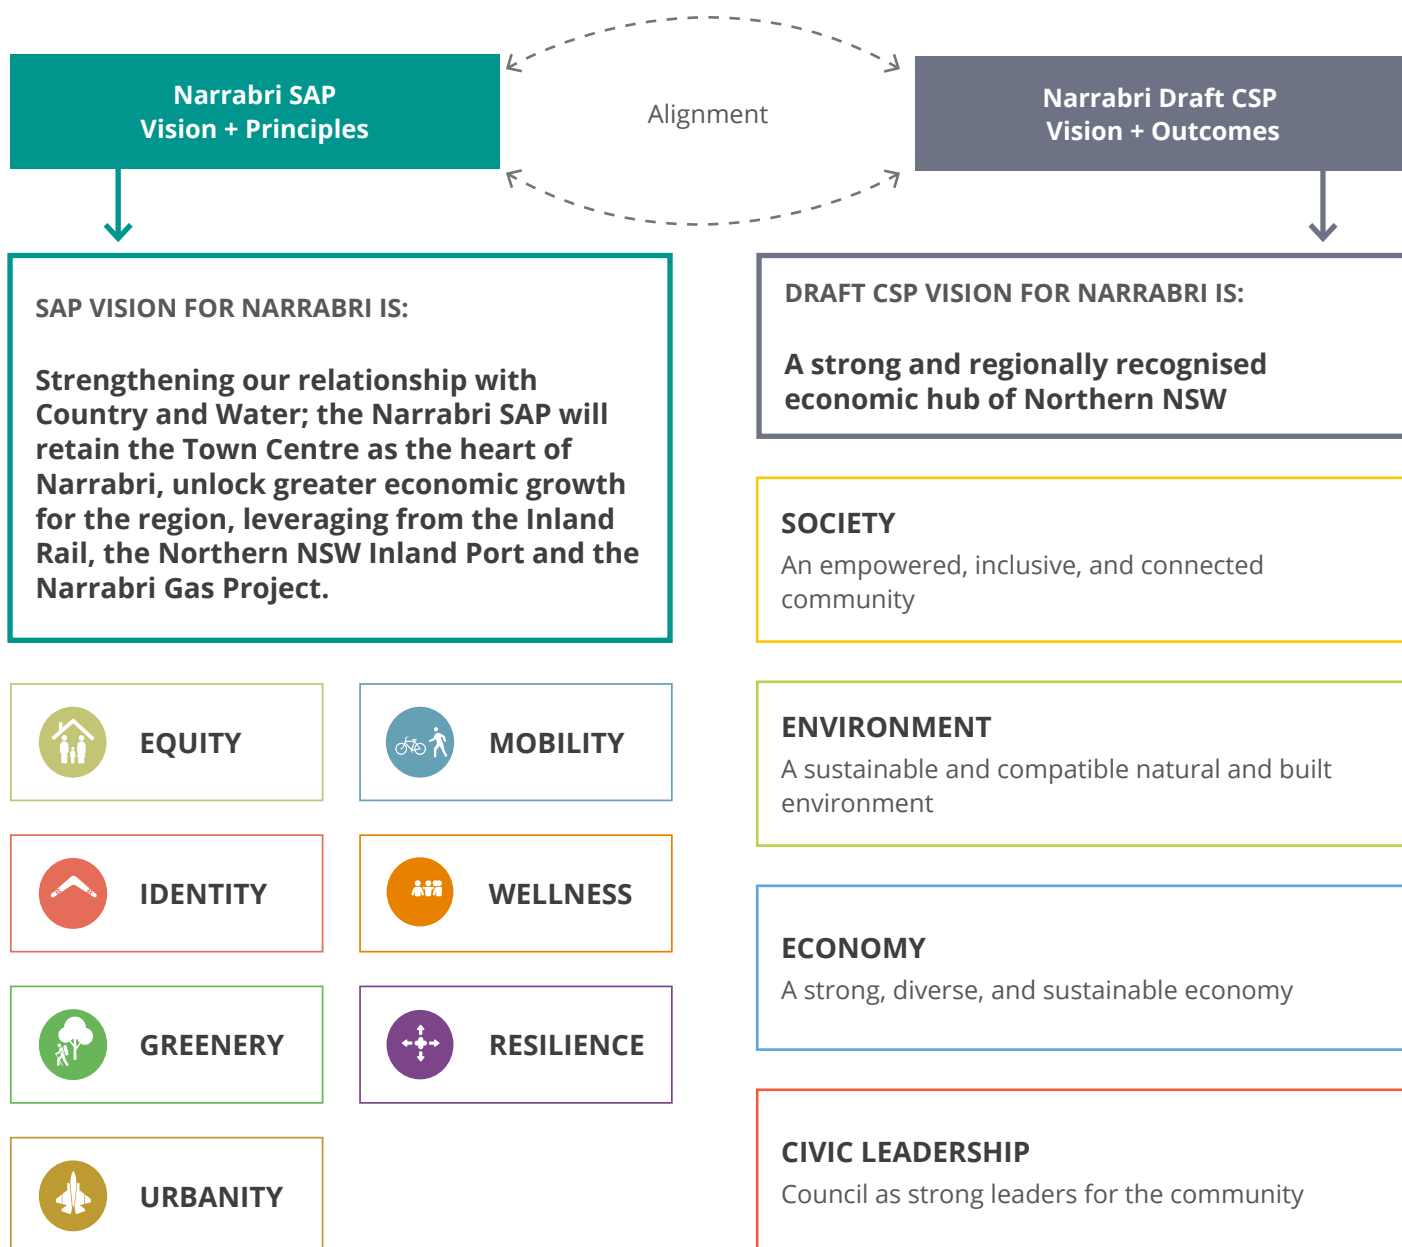 Narrabri SAP
Vision + Principles
Alignment
Narrabri Draft CSP
Vision + Outcomes
SAP VISION FOR NARRABRI IS:
Strengthening our relationship with
Country and Water; the Narrabri SAP will
retain the Town Centre as the heart of
Narrabri, unlock greater economic growth
for the region, leveraging from the Inland
Rail, the Northern NSW Inland Port and the
Narrabri Gas Project.
EQUITY
MOBILITY
IDENTITY
WELLNESS
GREENERY
RESILIENCE
URBANITY
DRAFT CSP VISION FOR NARRABRI IS:
A strong and regionally recognised
economic hub of Northern NSW
SOCIETY
An empowered, inclusive, and connected
community
ENVIRONMENT
A sustainable and compatible natural and built
environment
ECONOMY
A strong, diverse, and sustainable economy
CIVIC LEADERSHIP
Council as strong leaders for the community